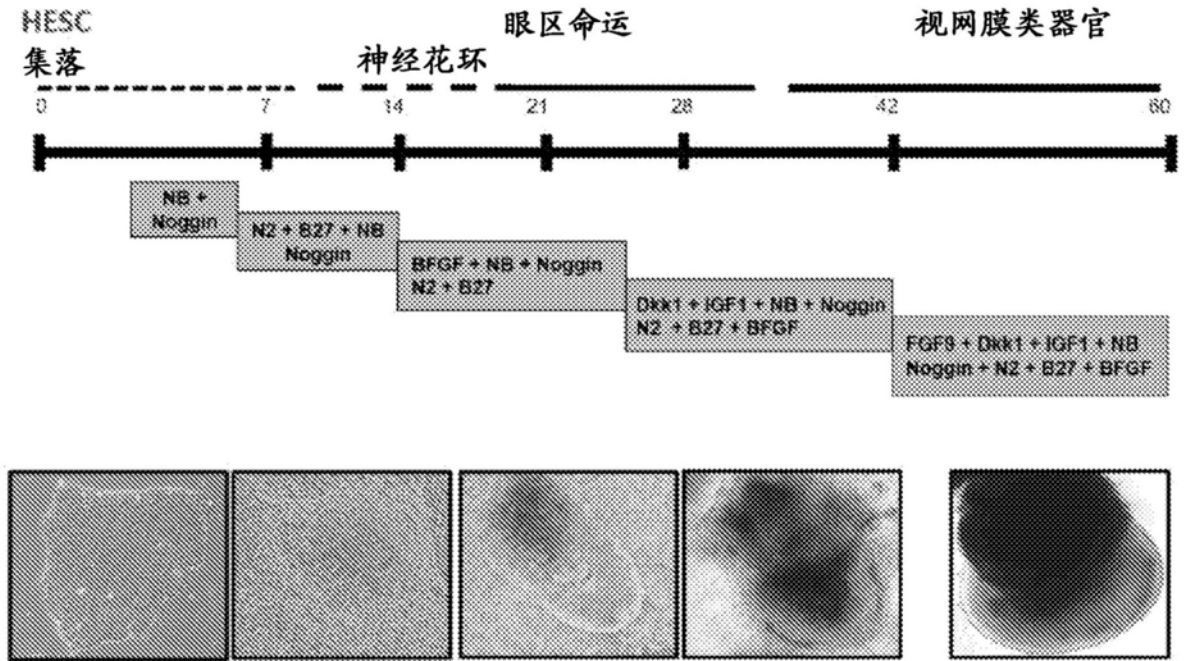 HESC
集落
神经花环
眼区命运
视网膜类器官
0 7 14 21 28 42 60
NB +
Noggin
N2 + B27 + NB
Noggin
BFGF + NB + Noggin
N2 + B27
Dkk1 + IGF1 + NB + Noggin
N2 + B27 + BFGF
FGF9 + Dkk1 + IGF1 + NB
Noggin + N2 + B27 + BFGF